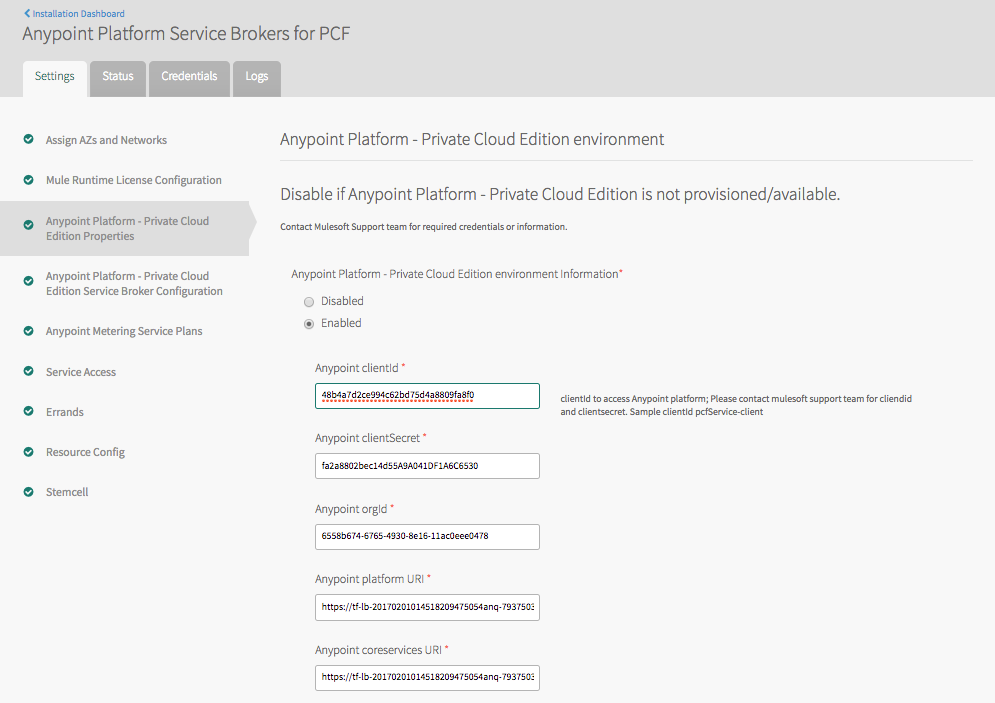 Installation Dashboard
Anypoint Platform Service Brokers for PCF
Settings
Status
Credentials
Logs
Assign AZs and Networks
Mule Runtime License Configuration
Anypoint Platform - Private Cloud
Edition Properties
Anypoint Platform - Private Cloud
Edition Service Broker Configuration
Anypoint Metering Service Plans
Service Access
Errands
Resource Config
Stemcell
Anypoint Platform - Private Cloud Edition environment
Disable if Anypoint Platform - Private Cloud Edition is not provisioned/available.
Contact Mulesoft Support team for required credentials or information.
Anypoint Platform - Private Cloud Edition environment Information*
Disabled
Enabled
Anypoint clientId *
48b4a7d2ce994c62bd75d4a8809fa8f0
clientId to access Anypoint platform; Please contact mulesoft support team for cliendid
and clientsecret. Sample clientId pcfService-client
Anypoint clientSecret *
fa2a8802bec14d55A9A041DF1A6C6530
Anypoint orgId *
6558b674-6765-4930-8e16-11ac0eee0478
Anypoint platform URI *
https://tf-lb-20170201014518209475054anq-7937503
Anypoint coreservices URI *
https://tf-lb-20170201014518209475054anq-7937503